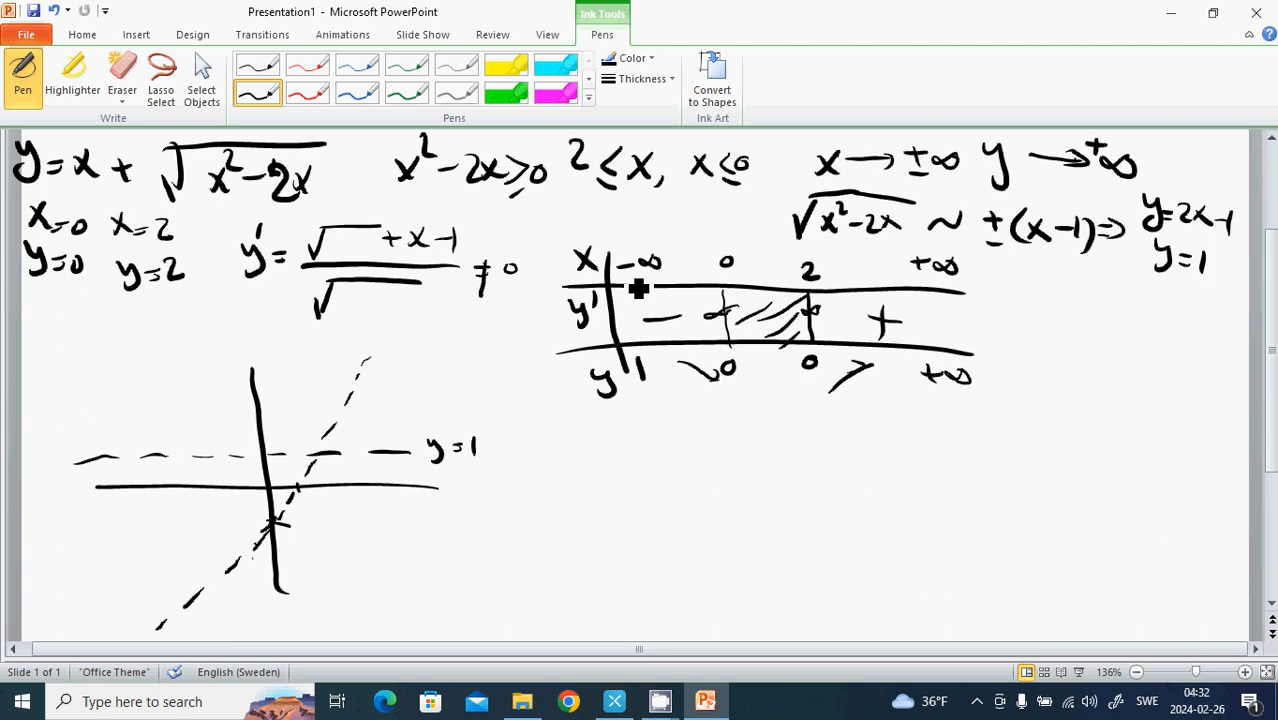 Presentation1 - Microsoft PowerPoint
Ink Tools
File Home Insert Design Transitions Animations Slide Show Review View Pens
Pen Highlighter Eraser Lasso Select Select Objects
Color
Thickness
Convert to Shapes
Write Pens Ink Art
y = x + √(x² - 2x) x² - 2x ≥ 0 2 ≤ x, x ≤ 0 x → ±∞ y → +∞
√(x² - 2x) ~ ± (x - 1) ⇒ y = 2x - 1
y = 1
x = 0 x = 2
y = 0 y = 2
y' = (√ + x - 1) / √ ≠ 0
x -∞ 0 2 +∞
y' - +
y 1 0 0 +∞
y = 1
Slide 1 of 1 "Office Theme" English (Sweden) 136%
Type here to search 36°F SWE 04:32
2024-02-26